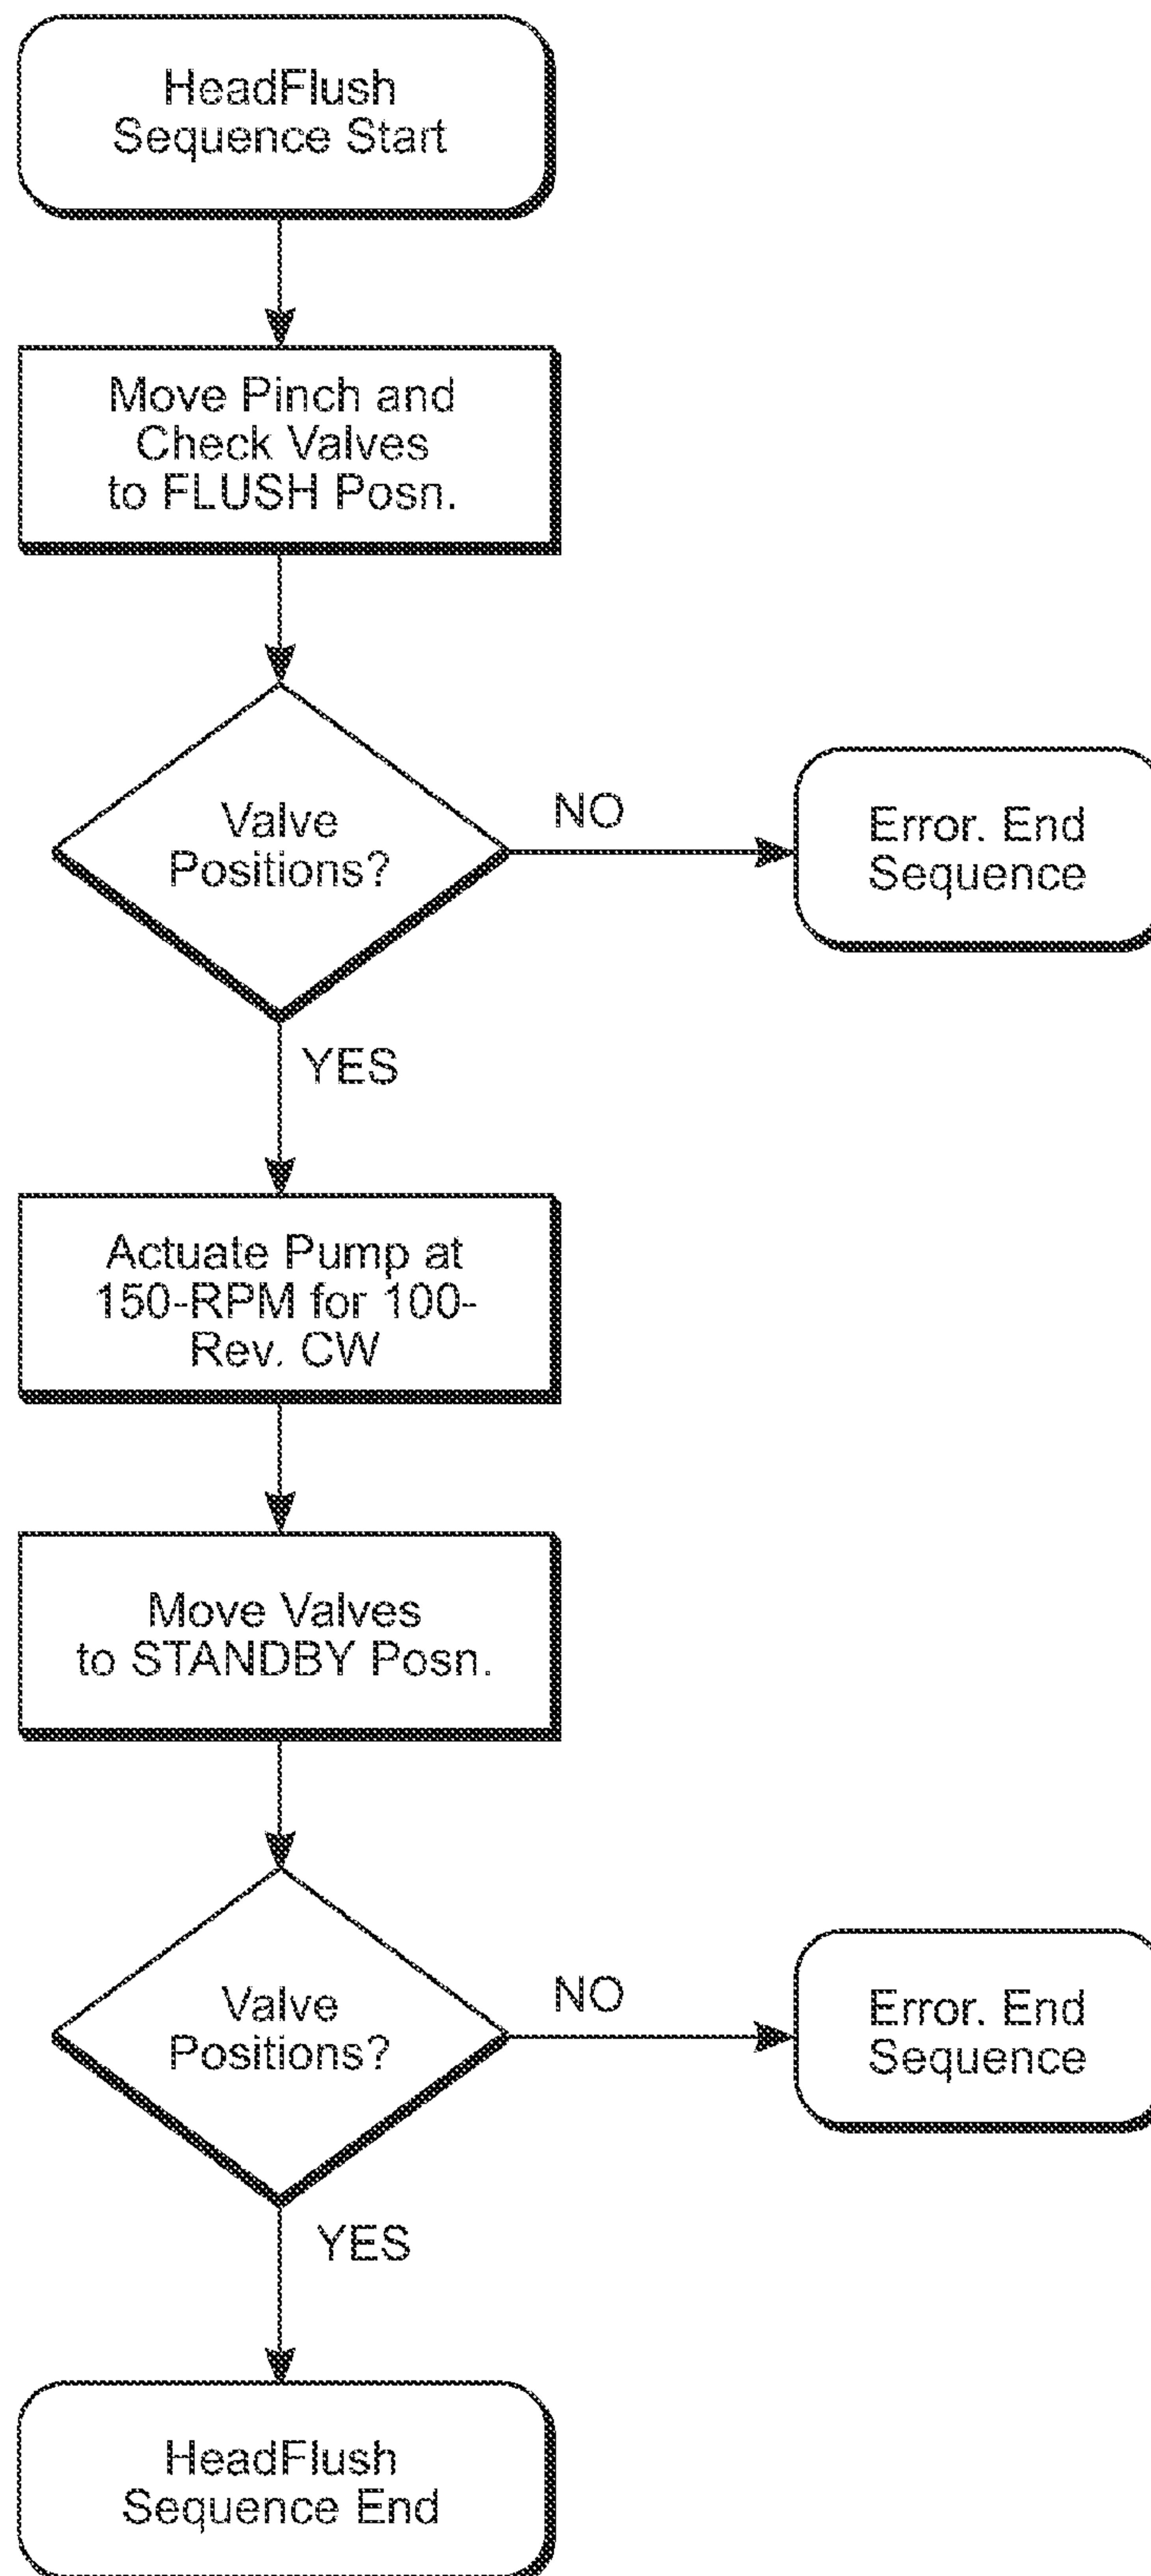 HeadFlush
Sequence Start
Move Pinch and
Check Valves
to FLUSH Posn.
Valve
Positions?
NO
Error. End
Sequence
YES
Actuate Pump at
150-RPM for 100-
Rev. CW
Move Valves
to STANDBY Posn.
Valve
Positions?
NO
Error. End
Sequence
YES
HeadFlush
Sequence End